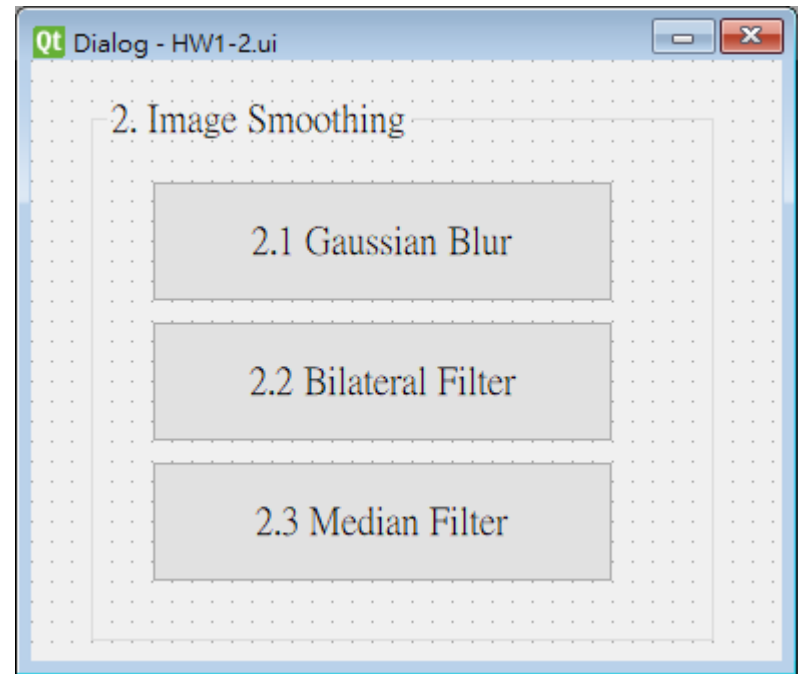 Qt Dialog - HW1-2.ui
2. Image Smoothing
2.1 Gaussian Blur
2.2 Bilateral Filter
2.3 Median Filter